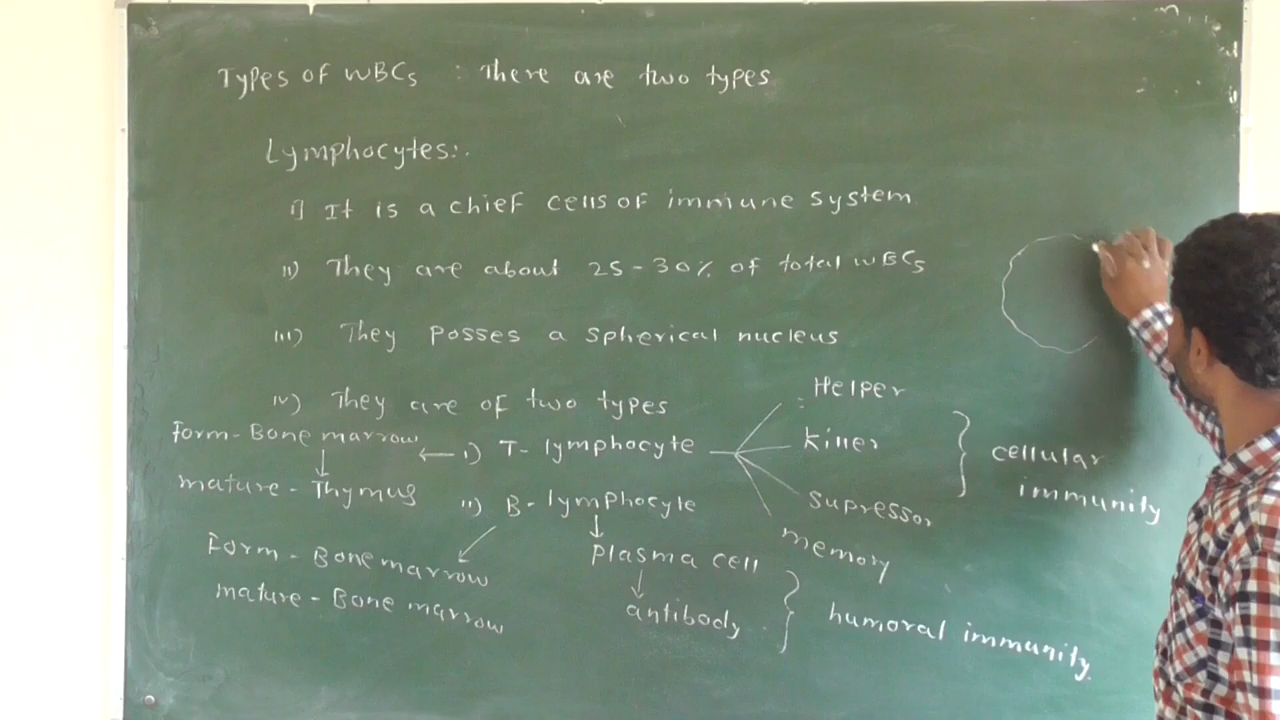 Types of WBCs : There are two types
Lymphocytes:.
i] It is a chief cells of immune system
ii) They are about 25-30% of total WBCs
iii) They posses a spherical nucleus
iv) They are of two types
Helper
Form-Bone marrow ← i) T-lymphocyte
killer
cellular immunity
↓
mature-Thymus
ii) B-lymphocyte
supressor
memory
↓
Form-Bone marrow
Plasma cell
mature-Bone marrow
↓
antibody
humoral immunity